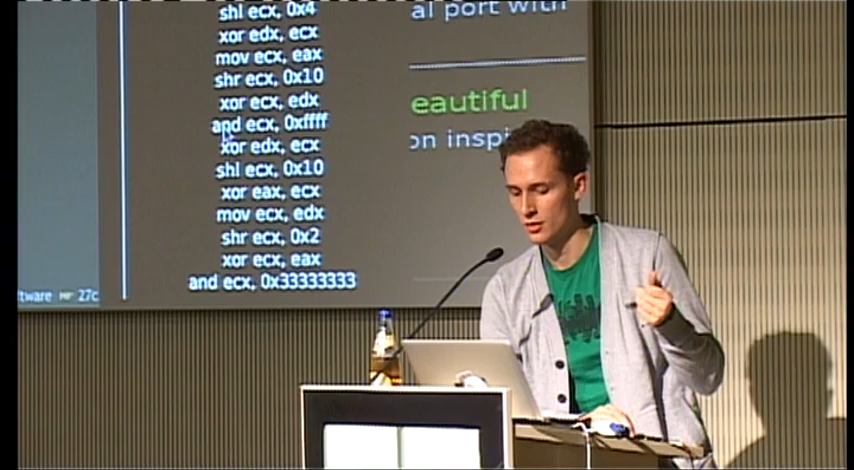 shl ecx, 0x4
xor edx, ecx
mov ecx, eax
shr ecx, 0x10
xor ecx, edx
and ecx, 0xffff
xor edx, ecx
shl ecx, 0x10
xor eax, ecx
mov ecx, edx
shr ecx, 0x2
xor ecx, eax
and ecx, 0x33333333
al port with
eautiful
on inspi
tware 27c